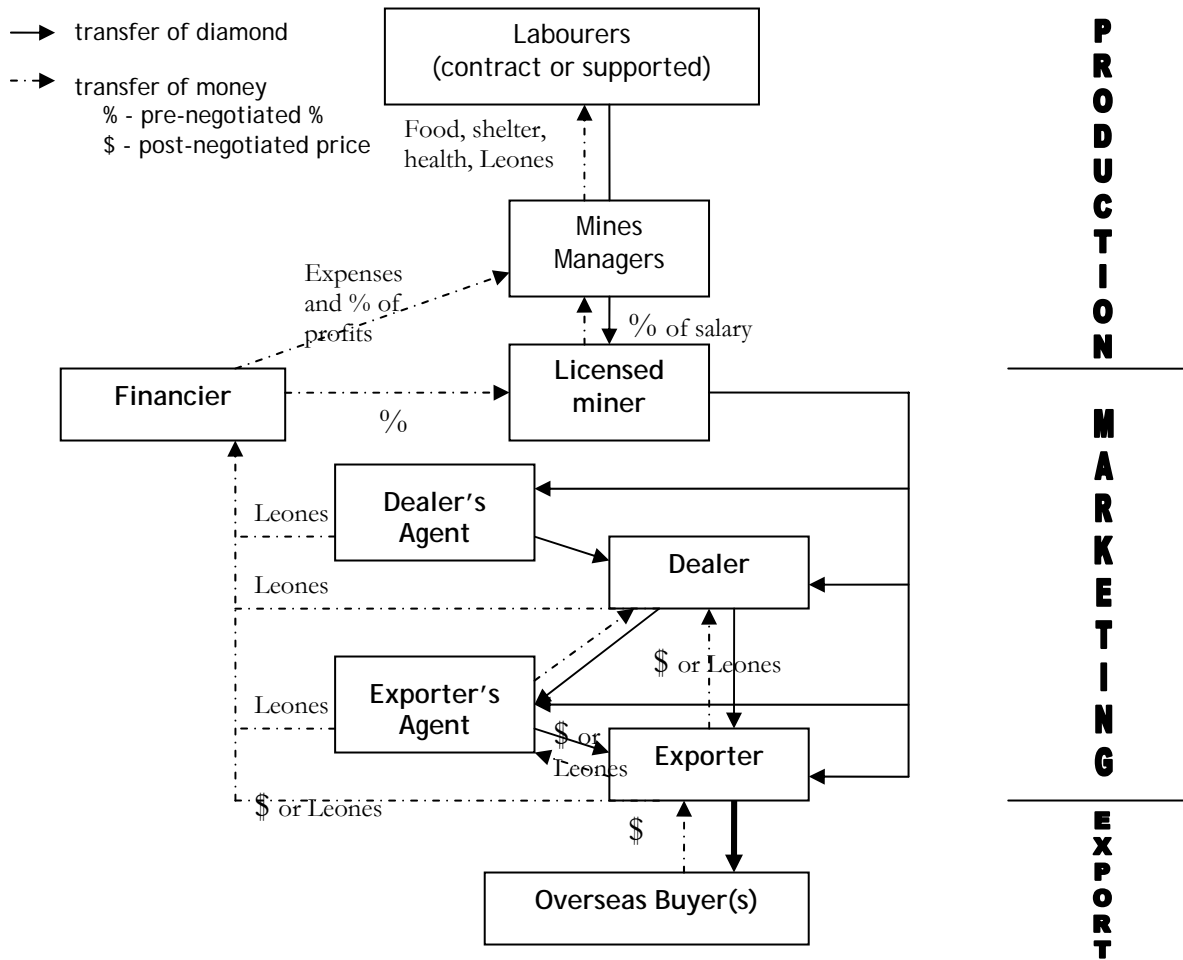 transfer of diamond
transfer of money
% - pre-negotiated %
$ - post-negotiated price
Labourers
(contract or supported)
Food, shelter,
health, Leones
Mines
Managers
Expenses
and % of
profits
% of salary
Financier
%
Licensed
miner
Dealer's
Agent
Leones
Dealer
Leones
$ or Leones
Exporter's
Agent
Leones
$ or
Leones
Exporter
$ or Leones
$
Overseas Buyer(s)
PRODUCTION
MARKETING
EXPORT